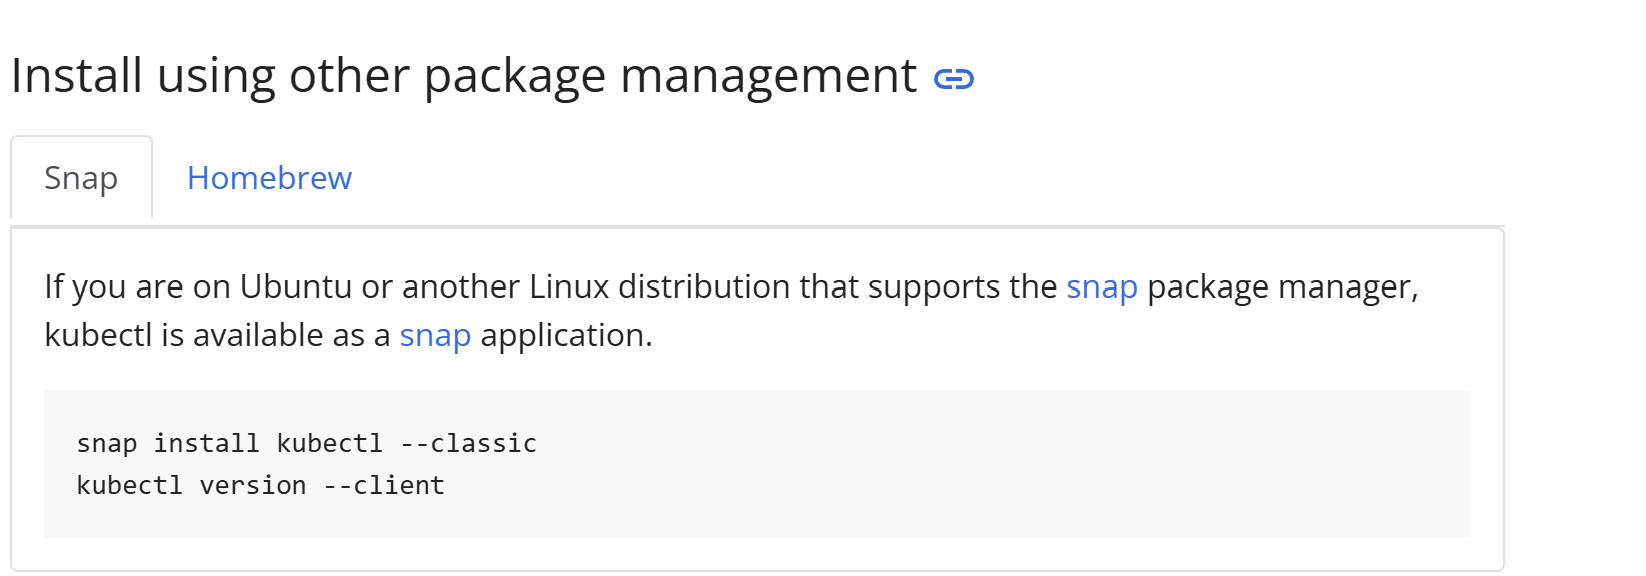 Install using other package management
Snap
Homebrew
If you are on Ubuntu or another Linux distribution that supports the snap package manager,
kubectl is available as a snap application.
snap install kubectl --classic
kubectl version --client